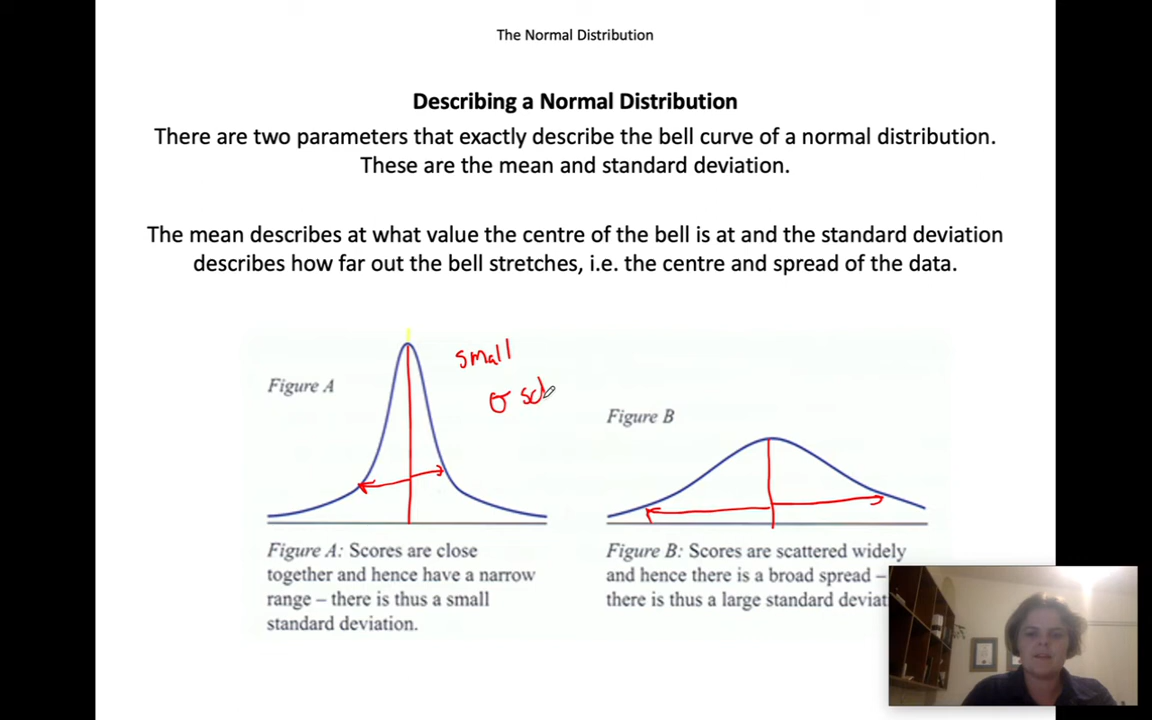 The Normal Distribution
Describing a Normal Distribution
There are two parameters that exactly describe the bell curve of a normal distribution.
These are the mean and standard deviation.
The mean describes at what value the centre of the bell is at and the standard deviation
describes how far out the bell stretches, i.e. the centre and spread of the data.
Figure A
small
σ sd
Figure B
Figure A: Scores are close
together and hence have a narrow
range – there is thus a small
standard deviation.
Figure B: Scores are scattered widely
and hence there is a broad spread –
there is thus a large standard deviat